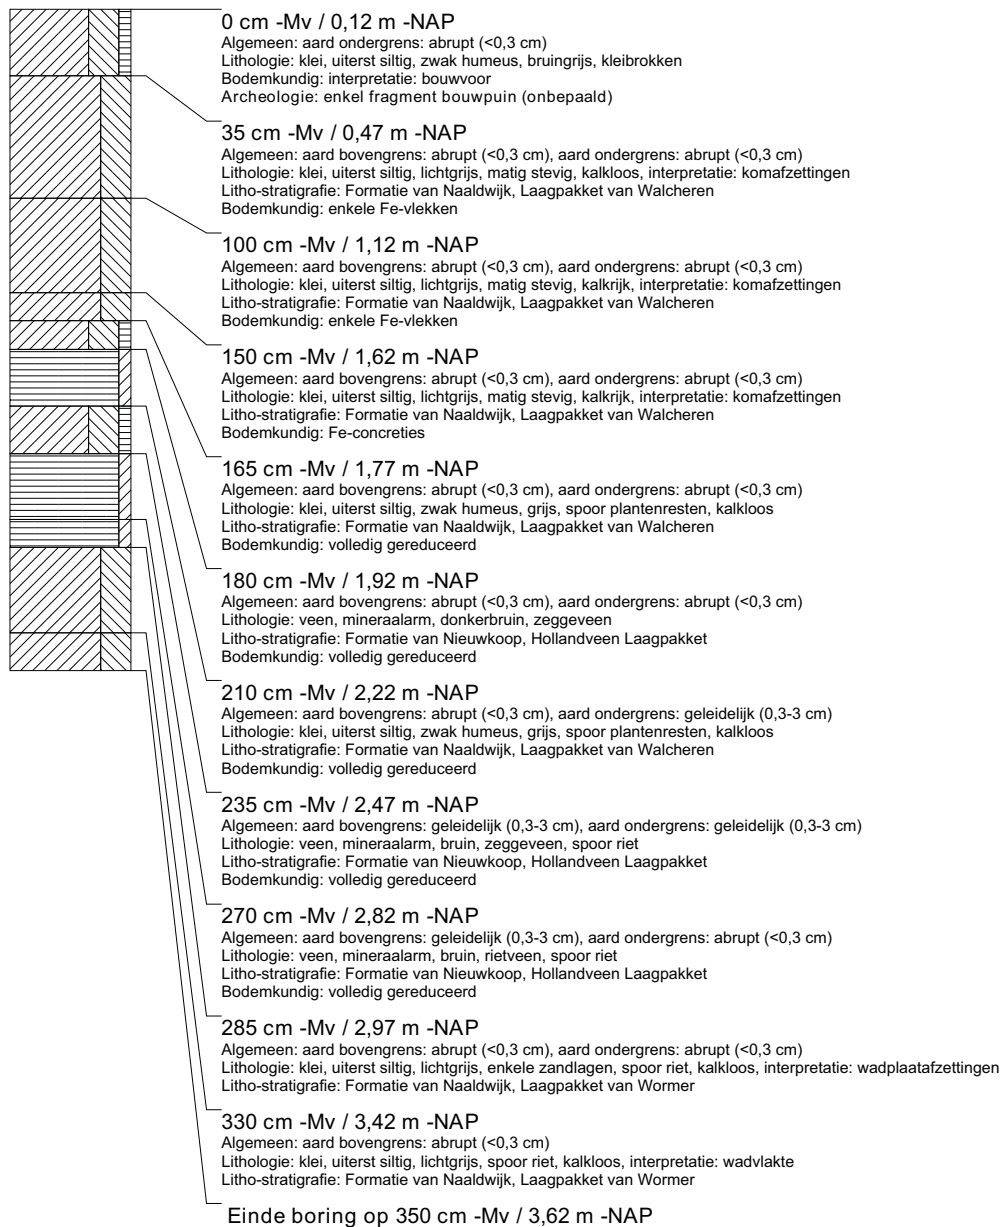 0 cm -Mv / 0,12 m -NAP
Algemeen: aard ondergrens: abrupt (<0,3 cm)
Lithologie: klei, uiterst siltig, zwak humeus, bruingrijs, kleibrokken
Bodemkundig: interpretatie: bouwvoor
Archeologie: enkel fragment bouwpuin (onbepaald)
35 cm -Mv / 0,47 m -NAP
Algemeen: aard bovengrens: abrupt (<0,3 cm), aard ondergrens: abrupt (<0,3 cm)
Lithologie: klei, uiterst siltig, lichtgrijs, matig stevig, kalkloos, interpretatie: komafzettingen
Litho-stratigrafie: Formatie van Naaldwijk, Laagpakket van Walcheren
Bodemkundig: enkele Fe-vlekken
100 cm -Mv / 1,12 m -NAP
Algemeen: aard bovengrens: abrupt (<0,3 cm), aard ondergrens: abrupt (<0,3 cm)
Lithologie: klei, uiterst siltig, lichtgrijs, matig stevig, kalkrijk, interpretatie: komafzettingen
Litho-stratigrafie: Formatie van Naaldwijk, Laagpakket van Walcheren
Bodemkundig: enkele Fe-vlekken
150 cm -Mv / 1,62 m -NAP
Algemeen: aard bovengrens: abrupt (<0,3 cm), aard ondergrens: abrupt (<0,3 cm)
Lithologie: klei, uiterst siltig, lichtgrijs, matig stevig, kalkrijk, interpretatie: komafzettingen
Litho-stratigrafie: Formatie van Naaldwijk, Laagpakket van Walcheren
Bodemkundig: Fe-concreties
165 cm -Mv / 1,77 m -NAP
Algemeen: aard bovengrens: abrupt (<0,3 cm), aard ondergrens: abrupt (<0,3 cm)
Lithologie: klei, uiterst siltig, zwak humeus, grijs, spoor plantenresten, kalkloos
Litho-stratigrafie: Formatie van Naaldwijk, Laagpakket van Walcheren
Bodemkundig: volledig gereduceerd
180 cm -Mv / 1,92 m -NAP
Algemeen: aard bovengrens: abrupt (<0,3 cm), aard ondergrens: abrupt (<0,3 cm)
Lithologie: veen, mineraalarm, donkerbruin, zeggeveen
Litho-stratigrafie: Formatie van Nieuwkoop, Hollandveen Laagpakket
Bodemkundig: volledig gereduceerd
210 cm -Mv / 2,22 m -NAP
Algemeen: aard bovengrens: abrupt (<0,3 cm), aard ondergrens: geleidelijk (0,3-3 cm)
Lithologie: klei, uiterst siltig, zwak humeus, grijs, spoor plantenresten, kalkloos
Litho-stratigrafie: Formatie van Naaldwijk, Laagpakket van Walcheren
Bodemkundig: volledig gereduceerd
235 cm -Mv / 2,47 m -NAP
Algemeen: aard bovengrens: geleidelijk (0,3-3 cm), aard ondergrens: geleidelijk (0,3-3 cm)
Lithologie: veen, mineraalarm, bruin, zeggeveen, spoor riet
Litho-stratigrafie: Formatie van Nieuwkoop, Hollandveen Laagpakket
Bodemkundig: volledig gereduceerd
270 cm -Mv / 2,82 m -NAP
Algemeen: aard bovengrens: geleidelijk (0,3-3 cm), aard ondergrens: abrupt (<0,3 cm)
Lithologie: veen, mineraalarm, bruin, rietveen, spoor riet
Litho-stratigrafie: Formatie van Nieuwkoop, Hollandveen Laagpakket
Bodemkundig: volledig gereduceerd
285 cm -Mv / 2,97 m -NAP
Algemeen: aard bovengrens: abrupt (<0,3 cm), aard ondergrens: abrupt (<0,3 cm)
Lithologie: klei, uiterst siltig, lichtgrijs, enkele zandlagen, spoor riet, kalkloos, interpretatie: wadplaatafzettingen
Litho-stratigrafie: Formatie van Naaldwijk, Laagpakket van Wormer
330 cm -Mv / 3,42 m -NAP
Algemeen: aard bovengrens: abrupt (<0,3 cm)
Lithologie: klei, uiterst siltig, lichtgrijs, spoor riet, kalkloos, interpretatie: wadvlakte
Litho-stratigrafie: Formatie van Naaldwijk, Laagpakket van Wormer
Einde boring op 350 cm -Mv / 3,62 m -NAP